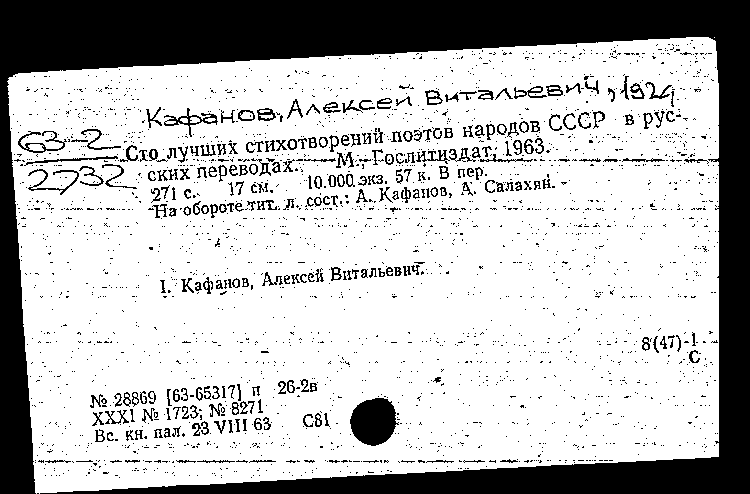 Кафанов, Алексей Витальевич, 1924
63-2
2732
Сто лучших стихотворений поэтов народов СССР в рус-
ских переводах. М., Гослитиздат, 1963.
271 с. 17 см. 10.000 экз. 57 к. В пер.
На обороте тит. л. сост.: А. Кафанов, А. Салахян.
I. Кафанов, Алексей Витальевич.
8(47)-1
С
№ 28869 [63-65317] п 26-2в
XXXI № 1723; № 8271
Вс. кн. пал. 23 VIII 63 С81